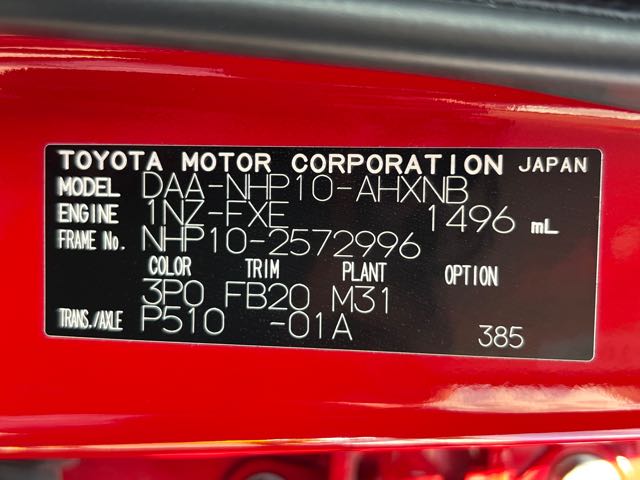 TOYOTA MOTOR CORPORATION JAPAN
MODEL DAA-NHP10-AHXNB
ENGINE 1NZ-FXE 1496 mL
FRAME No. NHP10-2572996
COLOR TRIM PLANT OPTION
3P0 FB20 M31
TRANS./AXLE P510 -01A 385